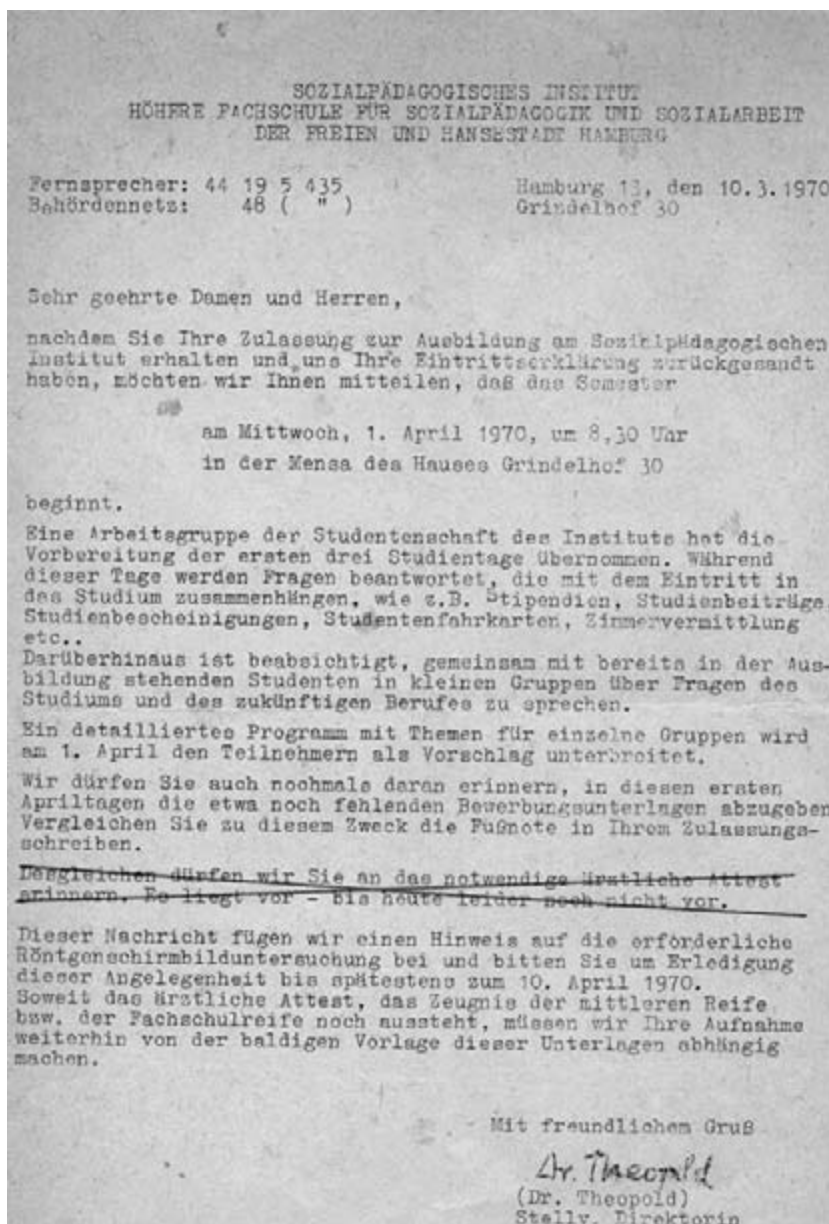 SOZIALPÄDAGOGISCHES INSTITUT
HÖHERE FACHSCHULE FÜR SOZIALPÄDAGOGIK UND SOZIALARBEIT
DER FREIEN UND HANSESTADT HAMBURG
Fernsprecher: 44 19 5 435 Hamburg 13, den 10.3.1970
Behördennetz: 48 ( " ) Grindelhof 30
Sehr geehrte Damen und Herren,
nachdem Sie Ihre Zulassung zur Ausbildung am Sozialpädagogischen
Institut erhalten und uns Ihre Eintrittserklärung zurückgesandt
haben, möchten wir Ihnen mitteilen, daß das Semester
am Mittwoch, 1. April 1970, um 8,30 Uhr
in der Mensa des Hauses Grindelhof 30
beginnt.
Eine Arbeitsgruppe der Studentenschaft des Instituts hat die
Vorbereitung der ersten drei Studientage übernommen. Während
dieser Tage werden Fragen beantwortet, die mit dem Eintritt in
das Studium zusammenhängen, wie z.B. Stipendien, Studienbeiträge,
Studienbescheinigungen, Studentenfahrkarten, Zimmervermittlung
etc..
Darüberhinaus ist beabsichtigt, gemeinsam mit bereits in der Aus-
bildung stehenden Studenten in kleinen Gruppen über Fragen des
Studiums und des zukünftigen Berufes zu sprechen.
Ein detailliertes Programm mit Themen für einzelne Gruppen wird
am 1. April den Teilnehmern als Vorschlag unterbreitet.
Wir dürfen Sie auch nochmals daran erinnern, in diesen ersten
Apriltagen die etwa noch fehlenden Bewerbungsunterlagen abzugeben
Vergleichen Sie zu diesem Zweck die Fußnote in Ihrem Zulassungs-
schreiben.
Desgleichen dürfen wir Sie an das notwendige ärztliche Attest
erinnern. Es liegt vor - bis heute leider noch nicht vor.
Dieser Nachricht fügen wir einen Hinweis auf die erforderliche
Röntgenschirmbilduntersuchung bei und bitten Sie um Erledigung
dieser Angelegenheit bis spätestens zum 10. April 1970.
Soweit das ärztliche Attest, das Zeugnis der mittleren Reife
bzw. der Fachschulreife noch aussteht, müssen wir Ihre Aufnahme
weiterhin von der baldigen Vorlage dieser Unterlagen abhängig
machen.
Mit freundlichem Gruß
Dr. Theopold
(Dr. Theopold)
Stellv. Direktorin